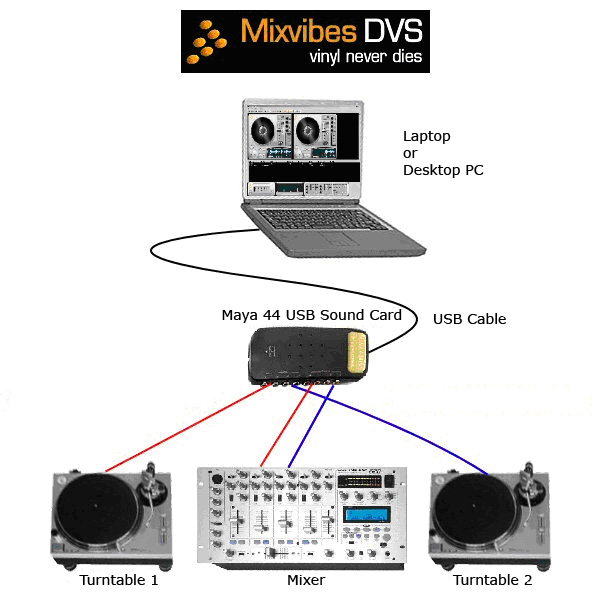 Mixvibes DVS
vinyl never dies
Laptop
or
Desktop PC
Maya 44 USB Sound Card
USB Cable
Turntable 1
Mixer
Turntable 2